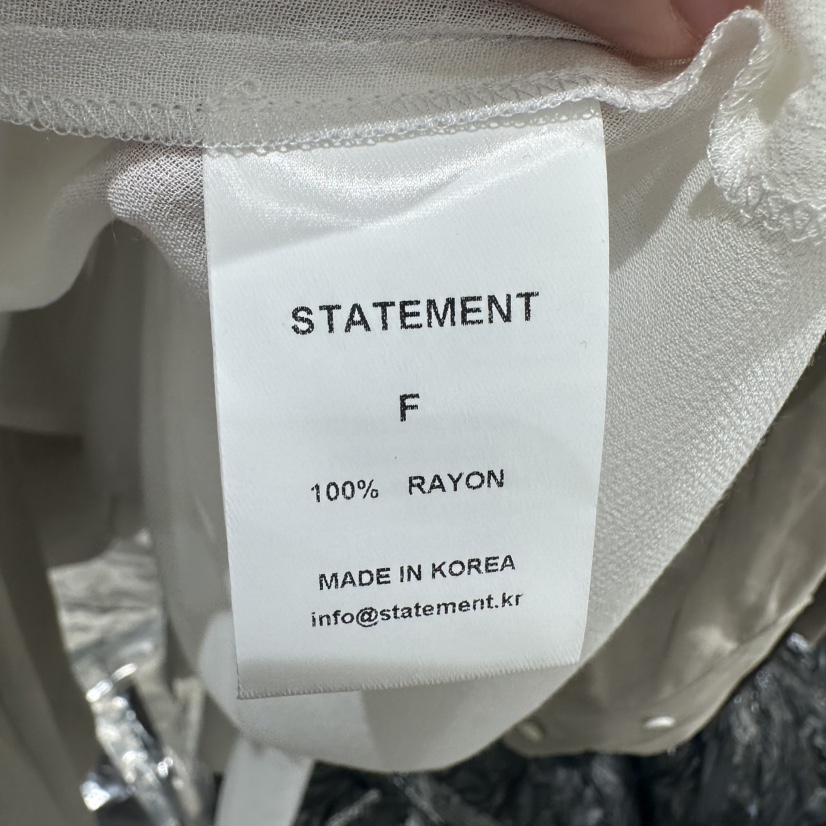 STATEMENT
F
100% RAYON
MADE IN KOREA
info@statement.kr